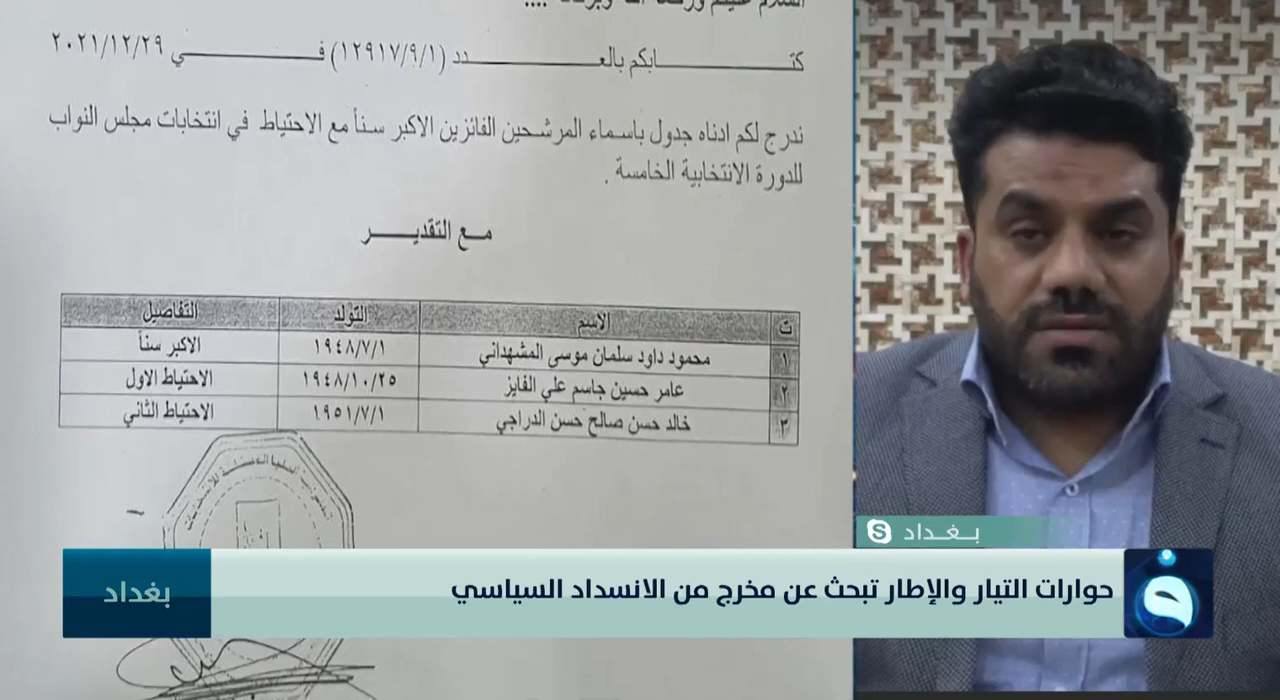 كتابكم بالعدد (١٢٩١٧/٩/١) في ٢٠٢١/١٢/٢٩
ندرج لكم ادناه جدول باسماء المرشحين الفائزين الاكبر سناً مع الاحتياط في انتخابات مجلس النواب
للدورة الانتخابية الخامسة .
مع التقدير
ت الاسم التولد التفاصيل
١ محمود داود سلمان موسى المشهداني ١٩٤٨/٧/١ الاكبر سناً
٢ عامر حسين جاسم علي الفايز ١٩٤٨/١٠/٢٥ الاحتياط الاول
٣ خالد حسن صالح حسن الدراجي ١٩٥١/٧/١ الاحتياط الثاني
بغداد
حوارات التيار والإطار تبحث عن مخرج من الانسداد السياسي
بغداد